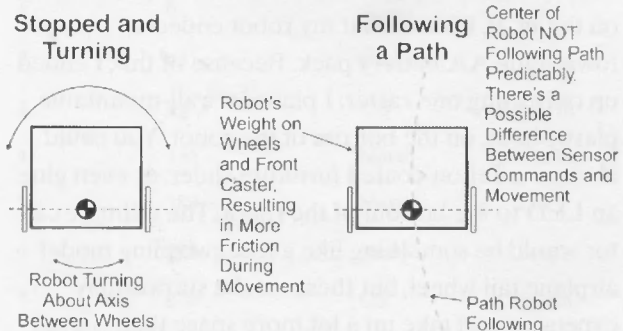 Stopped and
Turning
Robot's
Weight on
Wheels
and Front
Caster,
Resulting
in More
Friction
During
Movement
Robot Turning
About Axis
Between Wheels
Following
a Path
Center of
Robot NOT
Following Path
Predictably.
There's a
Possible
Difference
Between Sensor
Commands and
Movement
Path Robot
Following